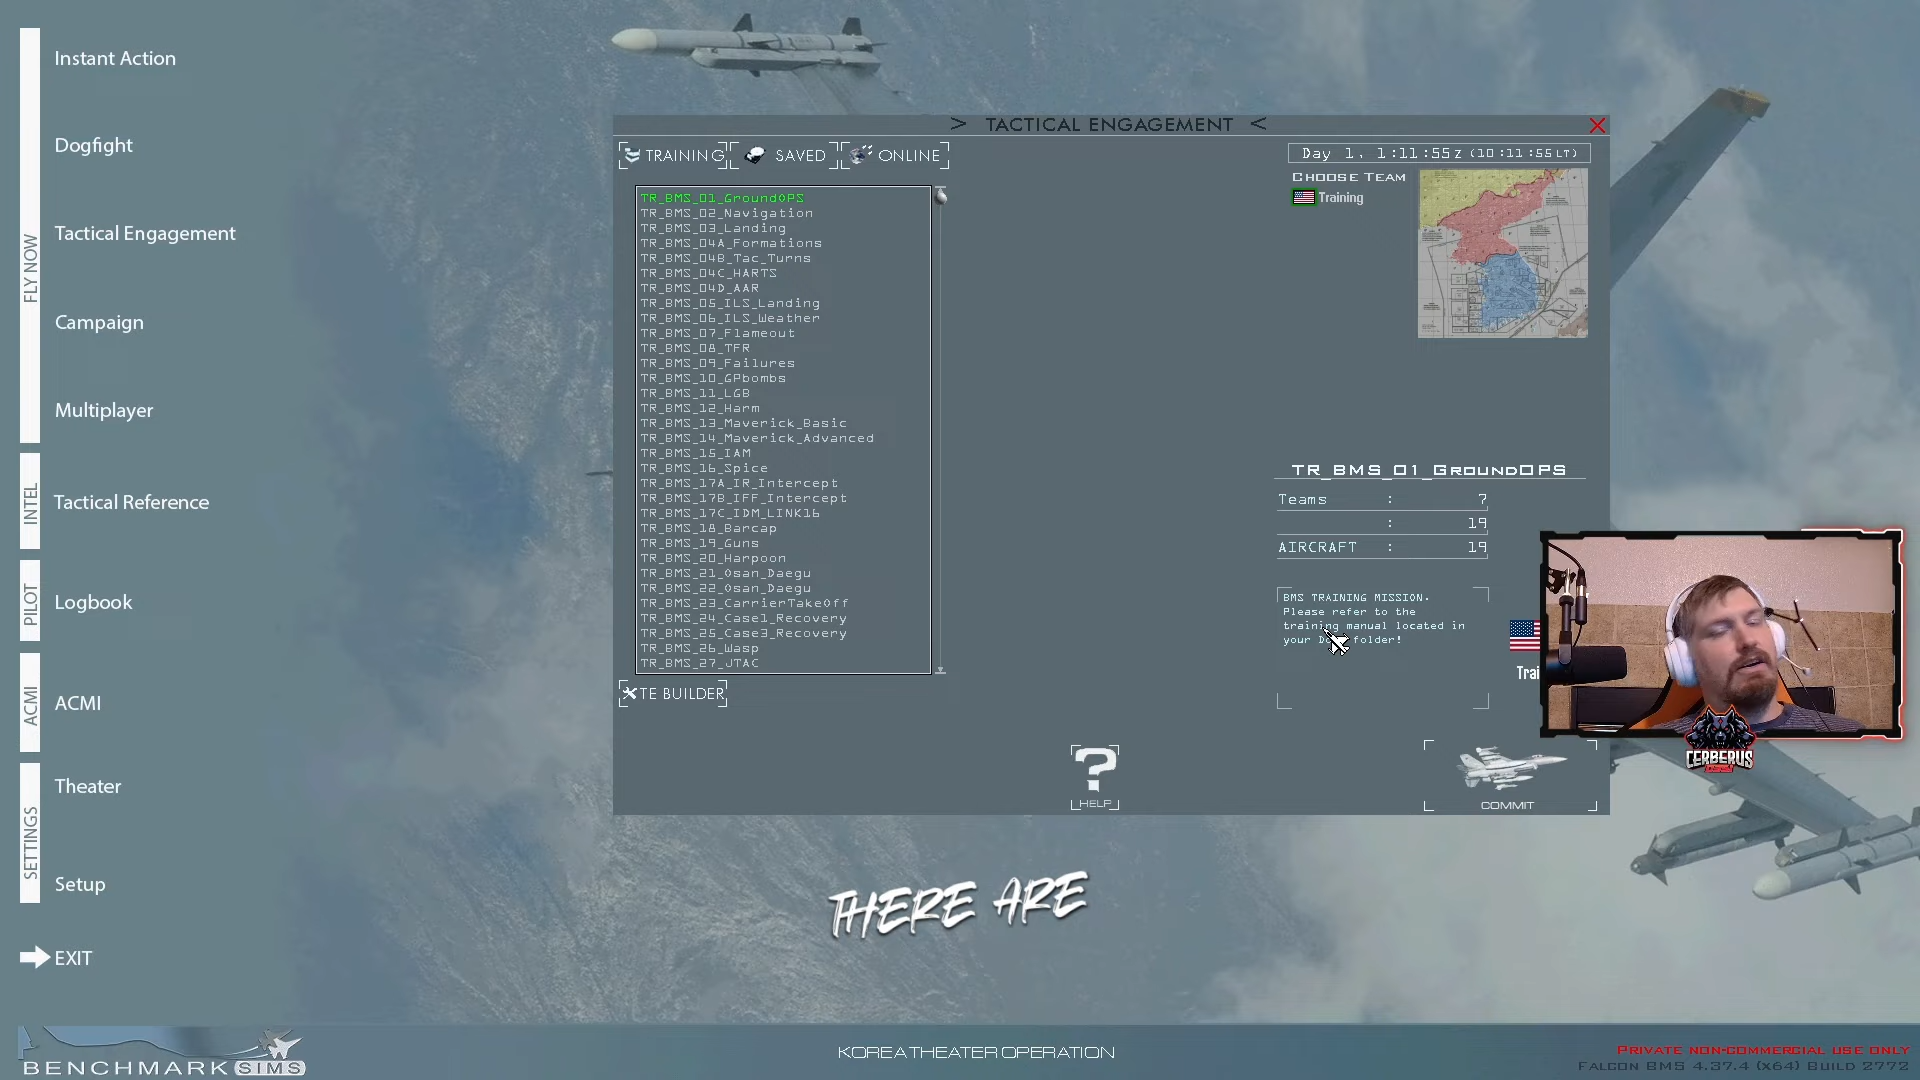 Instant Action
Dogfight
Tactical Engagement
Campaign
Multiplayer
FLY NOW
Tactical Reference
INTEL
Logbook
PILOT
ACMI
ACMI
Theater
Setup
SETTINGS
EXIT
> TACTICAL ENGAGEMENT <
TRAINING
SAVED
ONLINE
TR_BMS_01_GroundOPS
TR_BMS_02_Navigation
TR_BMS_03_Landing
TR_BMS_04A_Formations
TR_BMS_04B_Tac_Turns
TR_BMS_04C_HARTS
TR_BMS_04D_AAR
TR_BMS_05_ILS_Landing
TR_BMS_06_ILS_Weather
TR_BMS_07_Flameout
TR_BMS_08_TFR
TR_BMS_09_Failures
TR_BMS_10_GPbombs
TR_BMS_11_LGB
TR_BMS_12_Harm
TR_BMS_13_Maverick_Basic
TR_BMS_14_Maverick_Advanced
TR_BMS_15_IAM
TR_BMS_16_Spice
TR_BMS_17A_IR_Intercept
TR_BMS_17B_IFF_Intercept
TR_BMS_17C_IDM_LINK16
TR_BMS_18_Barcap
TR_BMS_19_Guns
TR_BMS_20_Harpoon
TR_BMS_21_Osan_Daegu
TR_BMS_22_Osan_Daegu
TR_BMS_23_CarrierTakeOff
TR_BMS_24_Case1_Recovery
TR_BMS_25_Case3_Recovery
TR_BMS_26_Wasp
TR_BMS_27_JTAC
TE BUILDER
Day 1, 1:11:55z (10:11:55LT)
CHOOSE TEAM
Training
TR_BMS_01_GroundOPS
Teams : 7
: 19
AIRCRAFT : 19
BMS TRAINING MISSION.
Please refer to the
training manual located in
your folder!
Trai
HELP
COMMIT
CERBERUS
THERE ARE
BENCHMARK SIMS
KOREA THEATER OPERATION
PRIVATE NON-COMMERCIAL USE ONLY
FALCON BMS 4.37.4 (X64) BUILD 2772